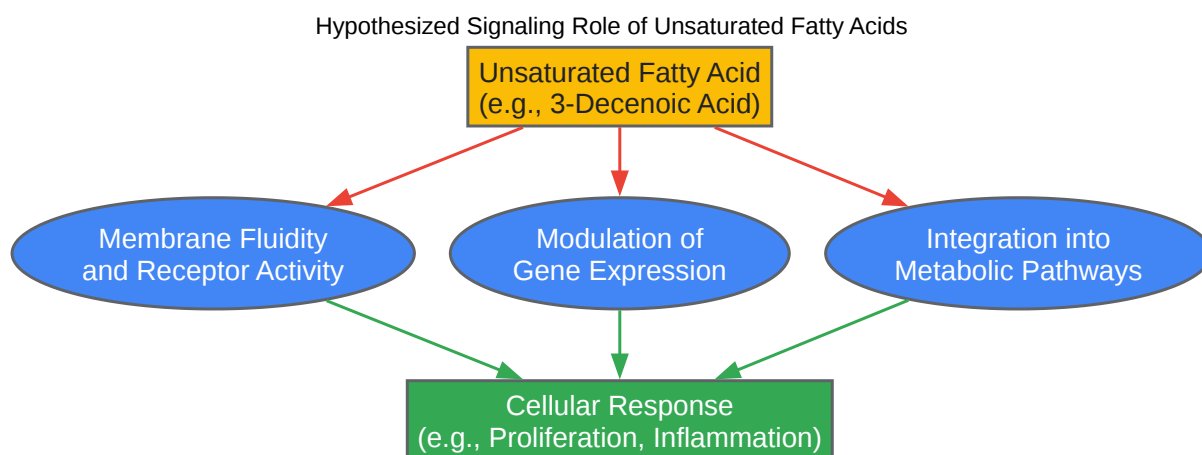 Hypothesized Signaling Role of Unsaturated Fatty Acids
Unsaturated Fatty Acid
(e.g., 3-Decenoic Acid)
Membrane Fluidity
and Receptor Activity
Modulation of
Gene Expression
Integration into
Metabolic Pathways
Cellular Response
(e.g., Proliferation, Inflammation)